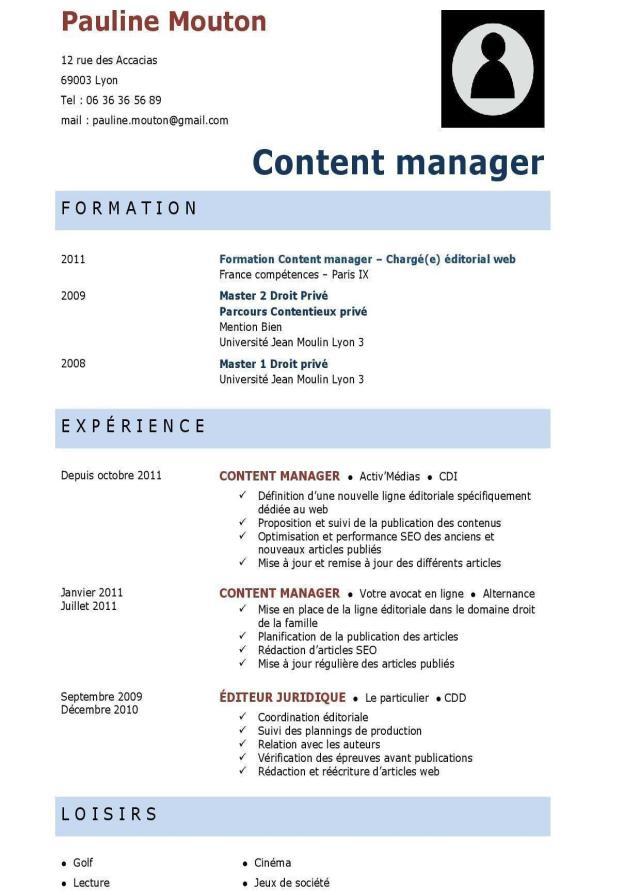 Pauline Mouton
12 rue des Accacias
69003 Lyon
Tel : 06 36 36 56 89
mail : pauline.mouton@gmail.com
Content manager
FORMATION
2011 Formation Content manager – Chargé(e) éditorial web
France compétences – Paris IX
2009 Master 2 Droit Privé
Parcours Contentieux privé
Mention Bien
Université Jean Moulin Lyon 3
2008 Master 1 Droit privé
Université Jean Moulin Lyon 3
EXPÉRIENCE
Depuis octobre 2011 CONTENT MANAGER • Activ’Médias • CDI
✓ Définition d’une nouvelle ligne éditoriale spécifiquement
dédiée au web
✓ Proposition et suivi de la publication des contenus
✓ Optimisation et performance SEO des anciens et
nouveaux articles publiés
✓ Mise à jour et remise à jour des différents articles
Janvier 2011 CONTENT MANAGER • Votre avocat en ligne • Alternance
Juillet 2011
✓ Mise en place de la ligne éditoriale dans le domaine droit
de la famille
✓ Planification de la publication des articles
✓ Rédaction d’articles SEO
✓ Mise à jour régulière des articles publiés
Septembre 2009 ÉDITEUR JURIDIQUE • Le particulier • CDD
Décembre 2010
✓ Coordination éditoriale
✓ Suivi des plannings de production
✓ Relation avec les auteurs
✓ Vérification des épreuves avant publications
✓ Rédaction et réécriture d’articles web
LOISIRS
• Golf • Cinéma
• Lecture • Jeux de société